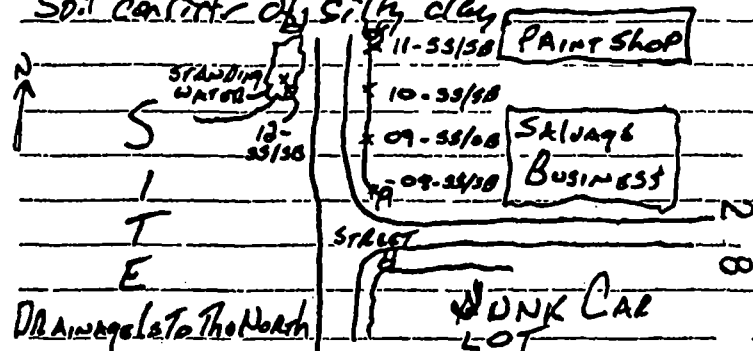 Soil consists of silty clay
11-SS/SB
PAINT SHOP
N
STANDING
WATER
10-SS/SB
12-
SS/SB
09-SS/SB
SALVAGE
BUSINESS
08-SS/SB
S
I
T
E
STREET
28
JUNK CAR
LOT
DRAINAGE Is To The North